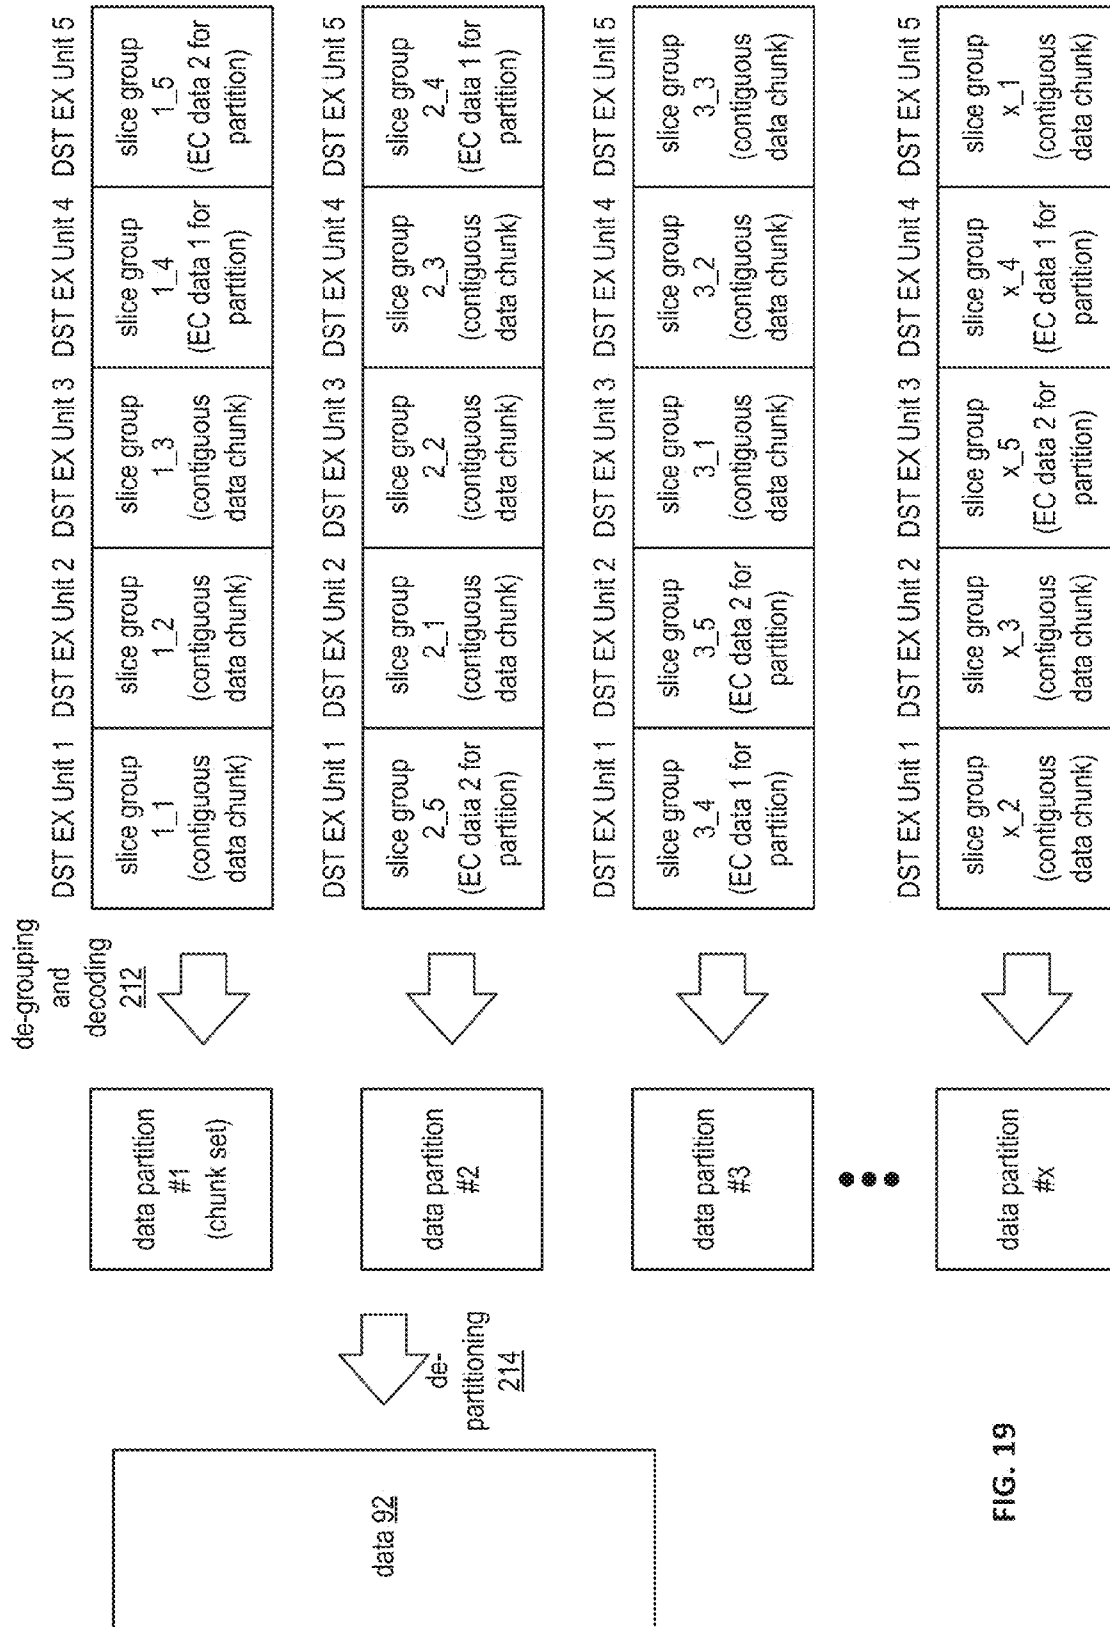 de-grouping
and
decoding
212
DST EX Unit 1
DST EX Unit 2
DST EX Unit 3
DST EX Unit 4
DST EX Unit 5
data partition
#1
(chunk set)
slice group
1_1
(contiguous
data chunk)
slice group
1_2
(contiguous
data chunk)
slice group
1_3
(contiguous
data chunk)
slice group
1_4
(EC data 1 for
partition)
slice group
1_5
(EC data 2 for
partition)
data 92
de-
partitioning
214
DST EX Unit 1
DST EX Unit 2
DST EX Unit 3
DST EX Unit 4
DST EX Unit 5
data partition
#2
slice group
2_5
(EC data 2 for
partition)
slice group
2_1
(contiguous
data chunk)
slice group
2_2
(contiguous
data chunk)
slice group
2_3
(contiguous
data chunk)
slice group
2_4
(EC data 1 for
partition)
DST EX Unit 1
DST EX Unit 2
DST EX Unit 3
DST EX Unit 4
DST EX Unit 5
data partition
#3
slice group
3_4
(EC data 1 for
partition)
slice group
3_5
(EC data 2 for
partition)
slice group
3_1
(contiguous
data chunk)
slice group
3_2
(contiguous
data chunk)
slice group
3_3
(contiguous
data chunk)
DST EX Unit 1
DST EX Unit 2
DST EX Unit 3
DST EX Unit 4
DST EX Unit 5
data partition
#x
slice group
x_2
(contiguous
data chunk)
slice group
x_3
(contiguous
data chunk)
slice group
x_5
(EC data 2 for
partition)
slice group
x_4
(EC data 1 for
partition)
slice group
x_1
(contiguous
data chunk)
FIG. 19